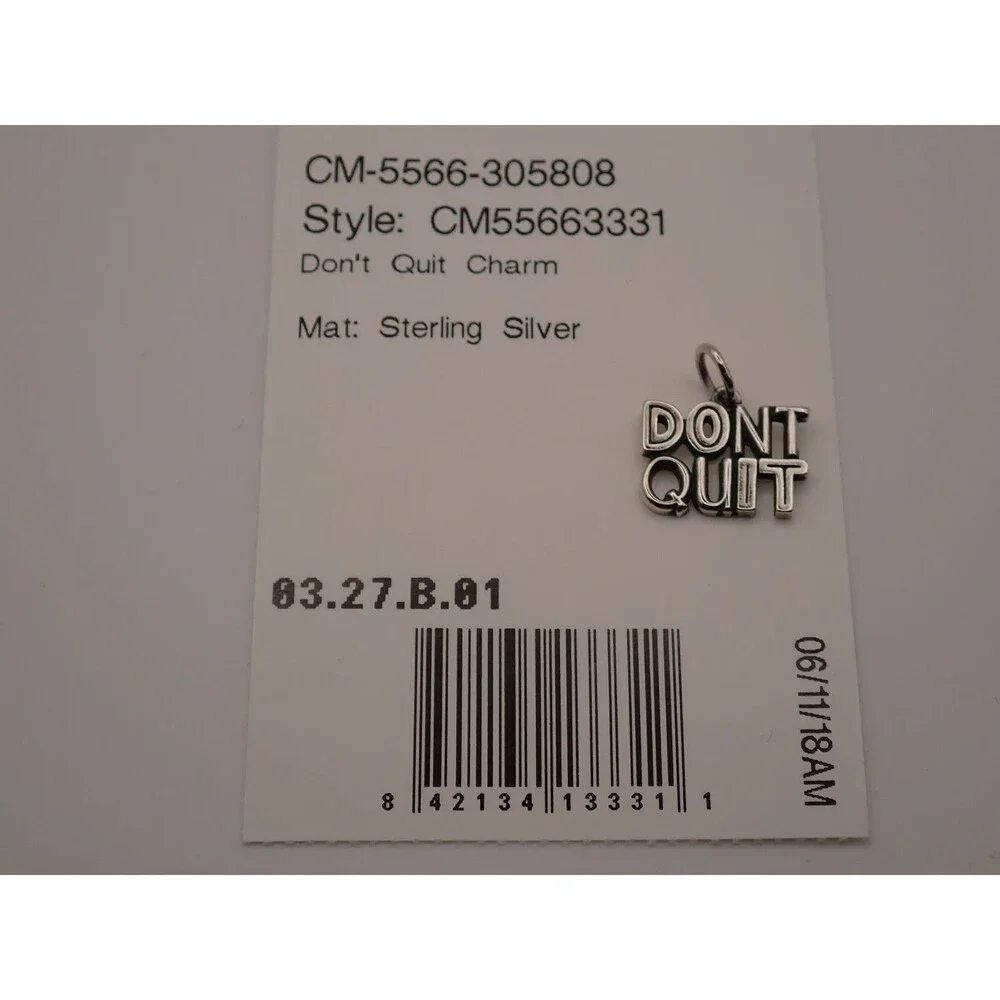 CM-5566-305808
Style: CM55663331
Don't Quit Charm
Mat: Sterling Silver
DONT
QUIT
03.27.B.01
8 42134 13331 1
06/11/18AM